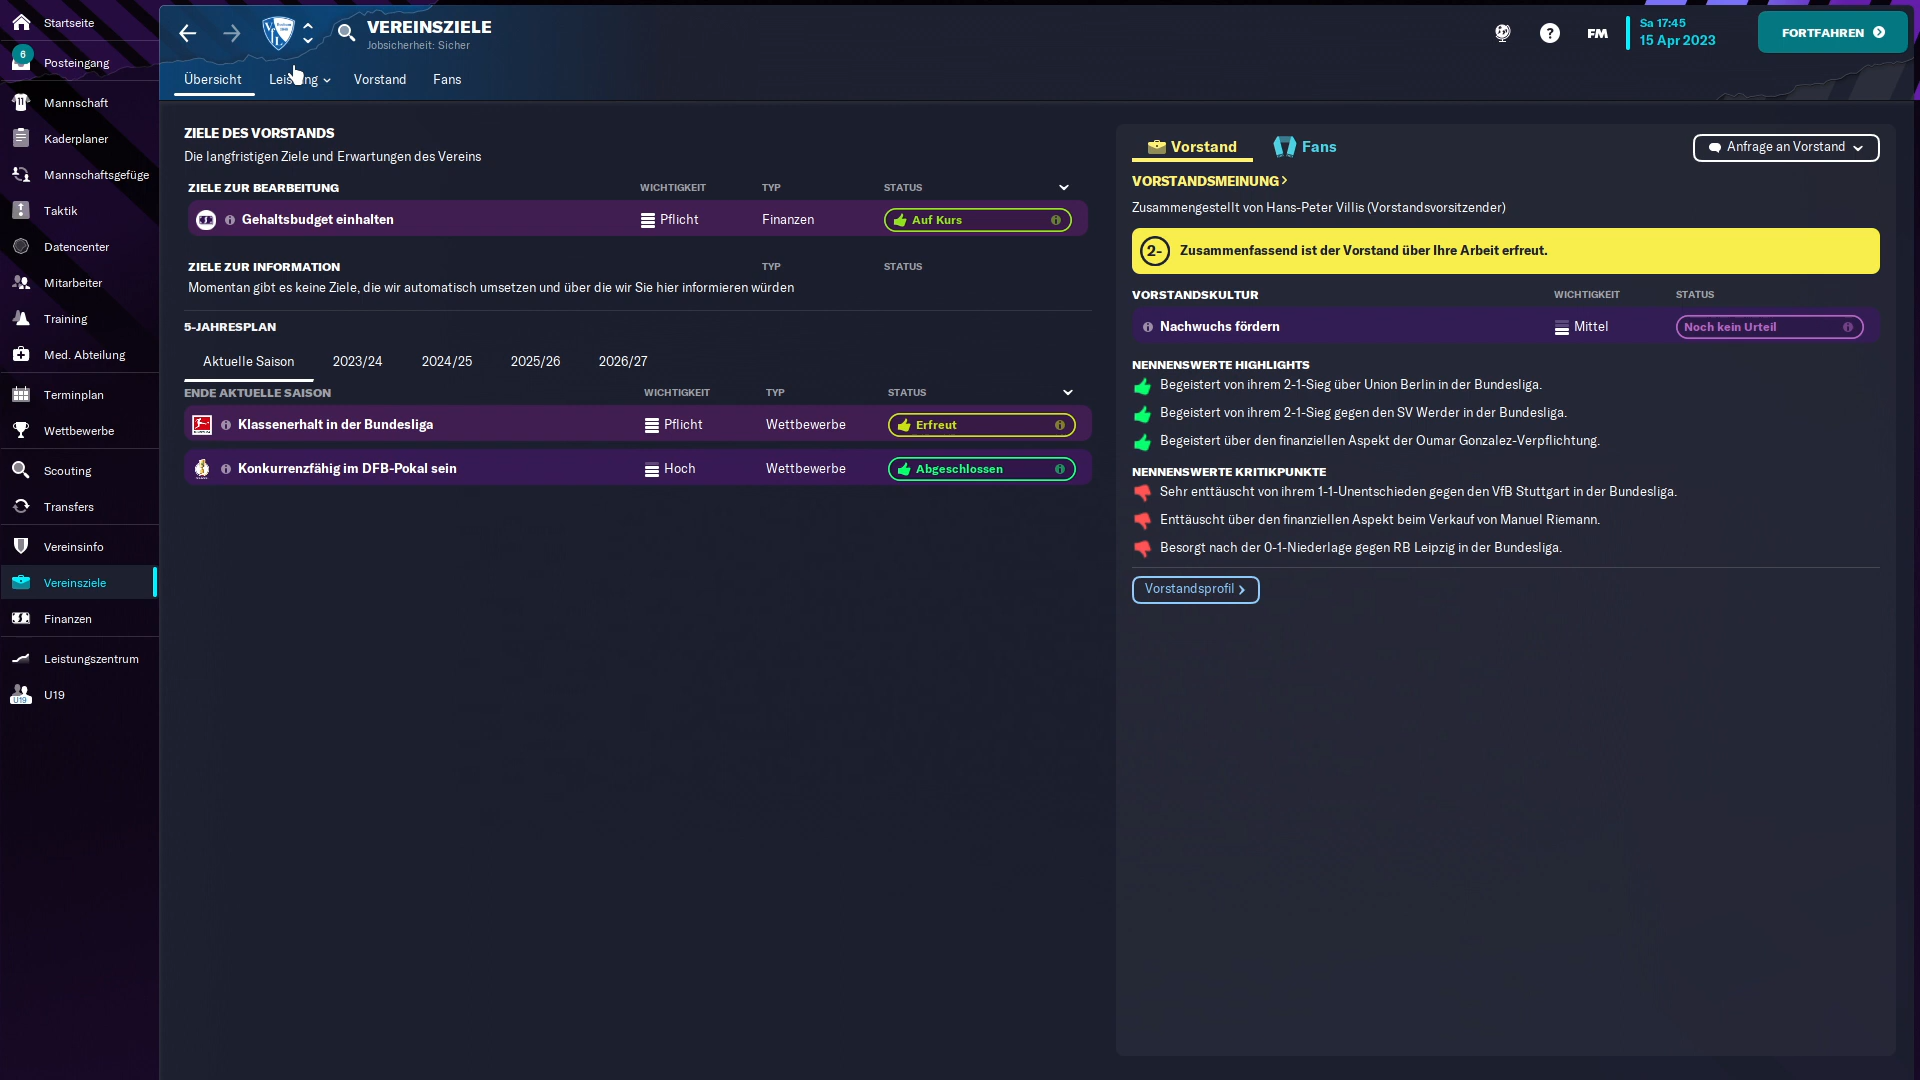 Startseite
6
Posteingang
Mannschaft
Kaderplaner
Mannschaftsgefüge
Taktik
Datencenter
Mitarbeiter
Training
Med. Abteilung
Terminplan
Wettbewerbe
Scouting
Transfers
Vereinsinfo
Vereinsziele
Finanzen
Leistungszentrum
U19
VEREINSZIELE
Jobsicherheit: Sicher
FM
Sa 17:45
15 Apr 2023
FORTFAHREN
Übersicht
Vorstand
Fans
ZIELE DES VORSTANDS
Die langfristigen Ziele und Erwartungen des Vereins
ZIELE ZUR BEARBEITUNG WICHTIGKEIT TYP STATUS
Gehaltsbudget einhalten Pflicht Finanzen Auf Kurs
ZIELE ZUR INFORMATION TYP STATUS
Momentan gibt es keine Ziele, die wir automatisch umsetzen und über die wir Sie hier informieren würden
5-JAHRESPLAN
Aktuelle Saison 2023/24 2024/25 2025/26 2026/27
ENDE AKTUELLE SAISON WICHTIGKEIT TYP STATUS
Klassenerhalt in der Bundesliga Pflicht Wettbewerbe Erfreut
Konkurrenzfähig im DFB-Pokal sein Hoch Wettbewerbe Abgeschlossen
Vorstand Fans Anfrage an Vorstand
VORSTANDSMEINUNG
Zusammengestellt von Hans-Peter Villis (Vorstandsvorsitzender)
2- Zusammenfassend ist der Vorstand über Ihre Arbeit erfreut.
VORSTANDSKULTUR WICHTIGKEIT STATUS
Nachwuchs fördern Mittel Noch kein Urteil
NENNENSWERTE HIGHLIGHTS
Begeistert von ihrem 2-1-Sieg über Union Berlin in der Bundesliga.
Begeistert von ihrem 2-1-Sieg gegen den SV Werder in der Bundesliga.
Begeistert über den finanziellen Aspekt der Oumar Gonzalez-Verpflichtung.
NENNENSWERTE KRITIKPUNKTE
Sehr enttäuscht von ihrem 1-1-Unentschieden gegen den VfB Stuttgart in der Bundesliga.
Enttäuscht über den finanziellen Aspekt beim Verkauf von Manuel Riemann.
Besorgt nach der 0-1-Niederlage gegen RB Leipzig in der Bundesliga.
Vorstandsprofil